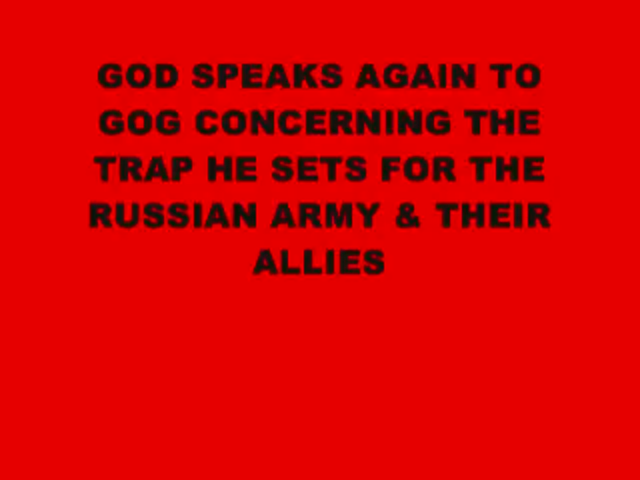 GOD SPEAKS AGAIN TO
GOG CONCERNING THE
TRAP HE SETS FOR THE
RUSSIAN ARMY & THEIR
ALLIES